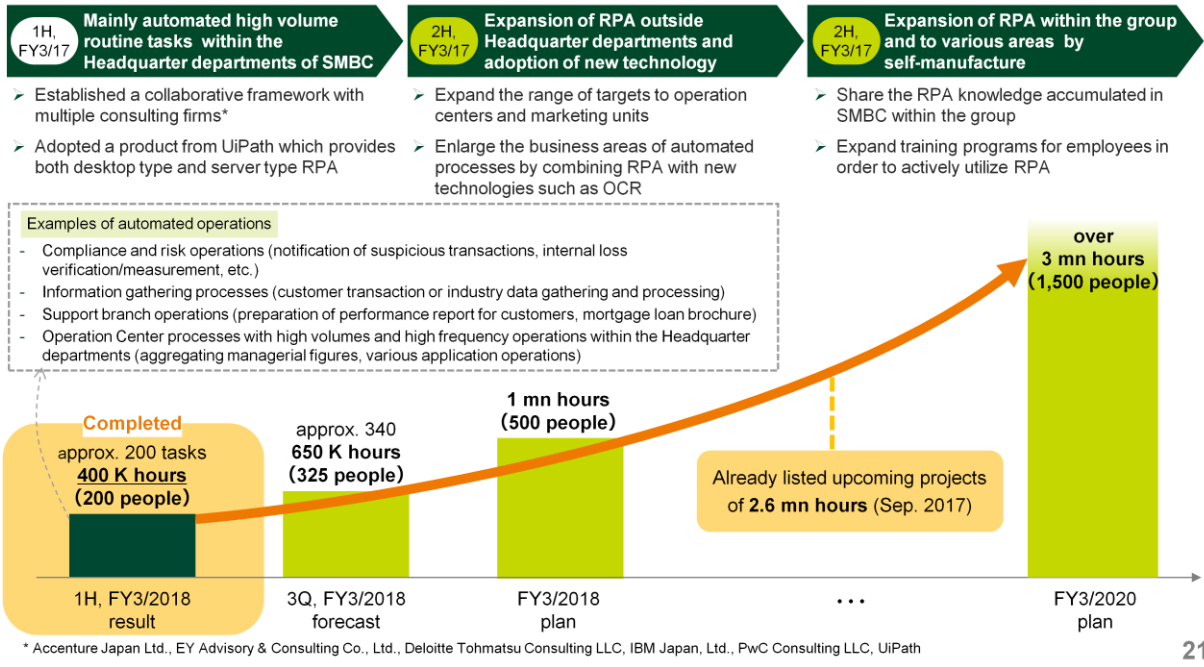 1H,
FY3/17
Mainly automated high volume
routine tasks within the
Headquarter departments of SMBC
2H,
FY3/17
Expansion of RPA outside
Headquarter departments and
adoption of new technology
2H,
FY3/17
Expansion of RPA within the group
and to various areas by
self-manufacture
➢ Established a collaborative framework with
multiple consulting firms*
➢ Adopted a product from UiPath which provides
both desktop type and server type RPA
➢ Expand the range of targets to operation
centers and marketing units
➢ Enlarge the business areas of automated
processes by combining RPA with new
technologies such as OCR
➢ Share the RPA knowledge accumulated in
SMBC within the group
➢ Expand training programs for employees in
order to actively utilize RPA
Examples of automated operations
- Compliance and risk operations (notification of suspicious transactions, internal loss
verification/measurement, etc.)
- Information gathering processes (customer transaction or industry data gathering and processing)
- Support branch operations (preparation of performance report for customers, mortgage loan brochure)
- Operation Center processes with high volumes and high frequency operations within the Headquarter
departments (aggregating managerial figures, various application operations)
Completed
approx. 200 tasks
400 K hours
(200 people)
approx. 340
650 K hours
(325 people)
1 mn hours
(500 people)
Already listed upcoming projects
of 2.6 mn hours (Sep. 2017)
over
3 mn hours
(1,500 people)
1H, FY3/2018
result
3Q, FY3/2018
forecast
FY3/2018
plan
...
FY3/2020
plan
* Accenture Japan Ltd., EY Advisory & Consulting Co., Ltd., Deloitte Tohmatsu Consulting LLC, IBM Japan, Ltd., PwC Consulting LLC, UiPath
21